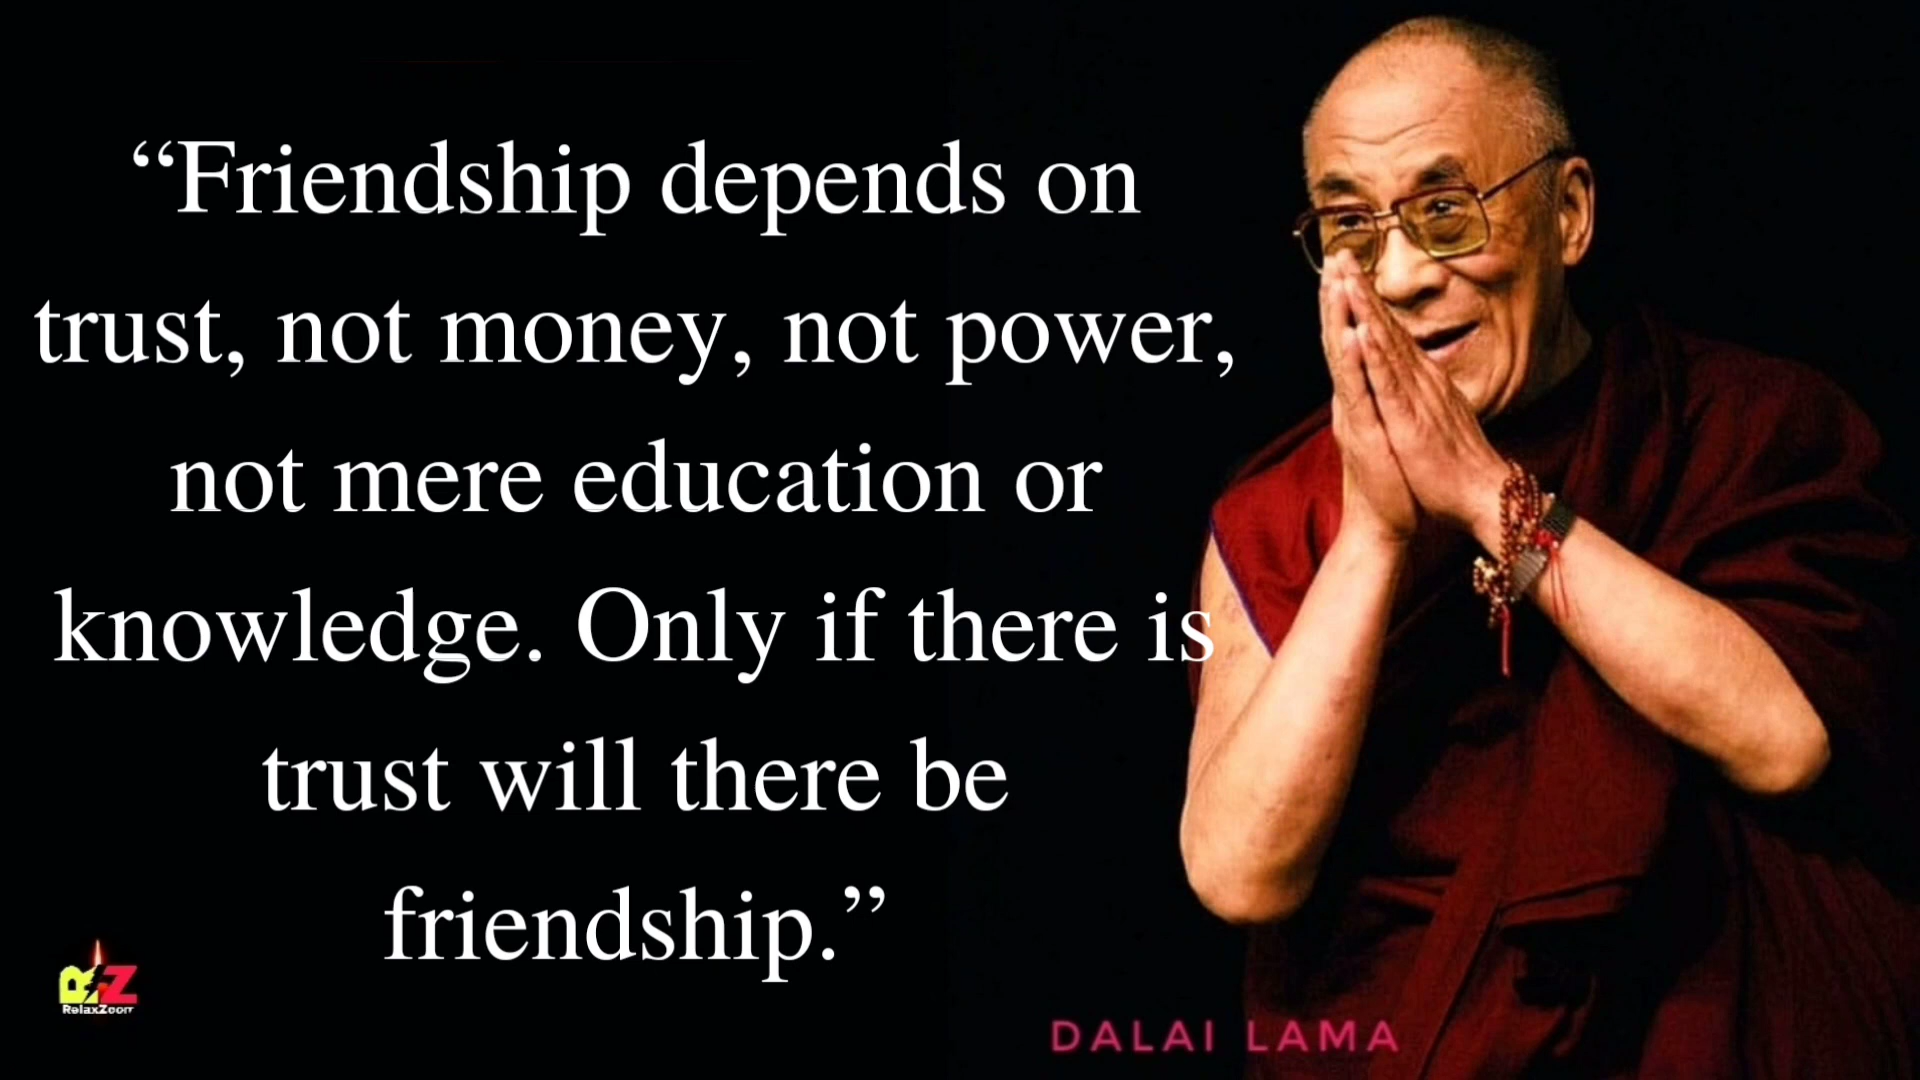 “Friendship depends on
trust, not money, not power,
not mere education or
knowledge. Only if there is
trust will there be
friendship.”
RZ
RelaxZoom
DALAI LAMA